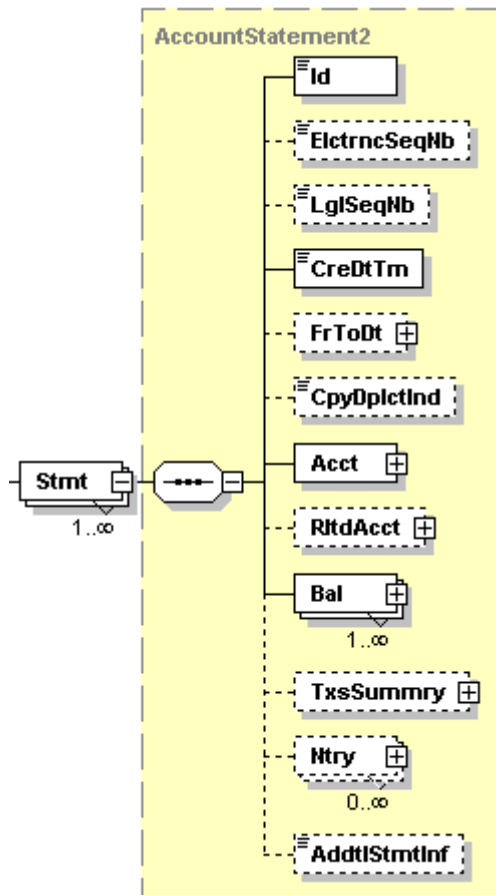 AccountStatement2
Id
ElctrncSeqNb
LglSeqNb
CreDtTm
FrToDt
CpyDplctInd
Acct
Stmt
1..∞
RltdAcct
Bal
1..∞
TxsSummry
Ntry
0..∞
AddtlStmtInf